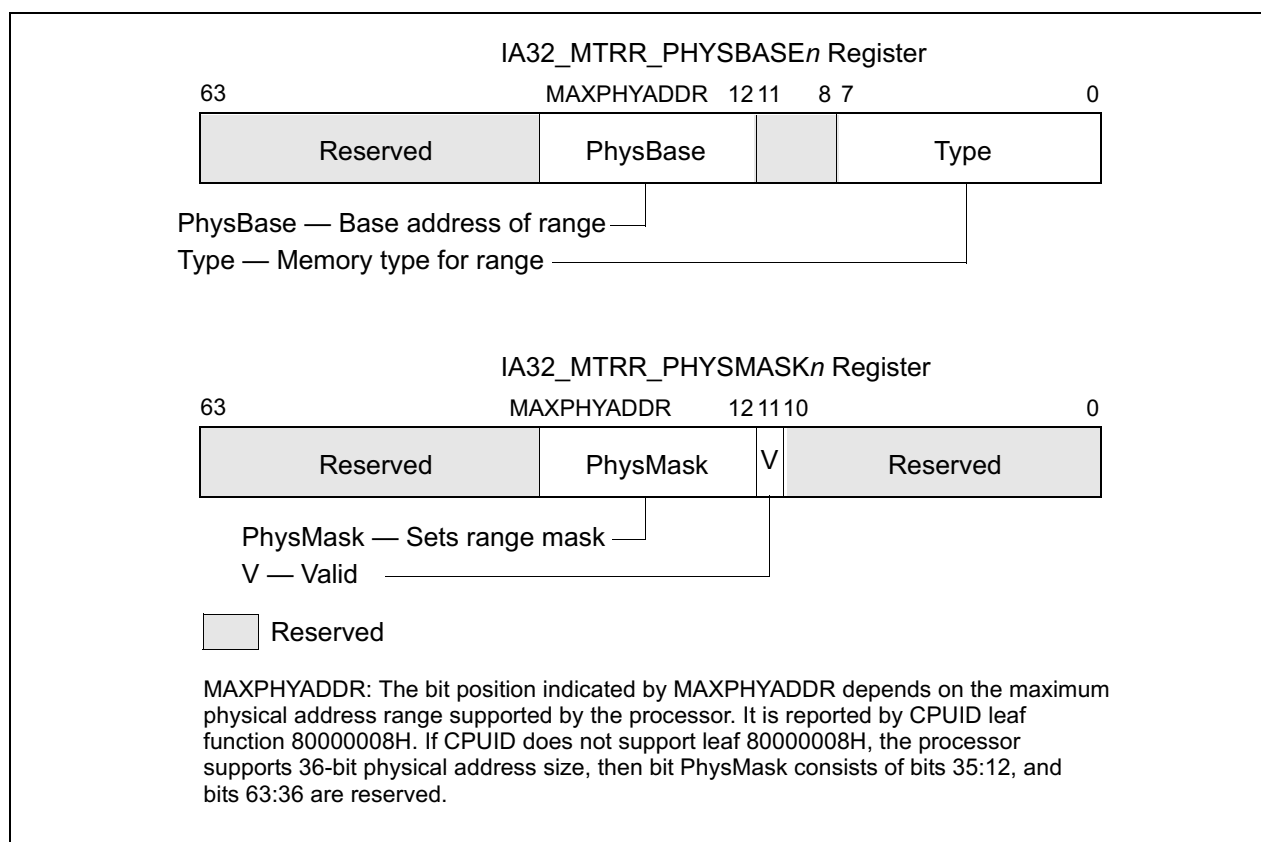 IA32_MTRR_PHYSBASEn Register
63 MAXPHYADDR 12 11 8 7 0
Reserved PhysBase Type
PhysBase — Base address of range
Type — Memory type for range
IA32_MTRR_PHYSMASKn Register
63 MAXPHYADDR 12 11 10 0
Reserved PhysMask V Reserved
PhysMask — Sets range mask
V — Valid
Reserved
MAXPHYADDR: The bit position indicated by MAXPHYADDR depends on the maximum
physical address range supported by the processor. It is reported by CPUID leaf
function 80000008H. If CPUID does not support leaf 80000008H, the processor
supports 36-bit physical address size, then bit PhysMask consists of bits 35:12, and
bits 63:36 are reserved.